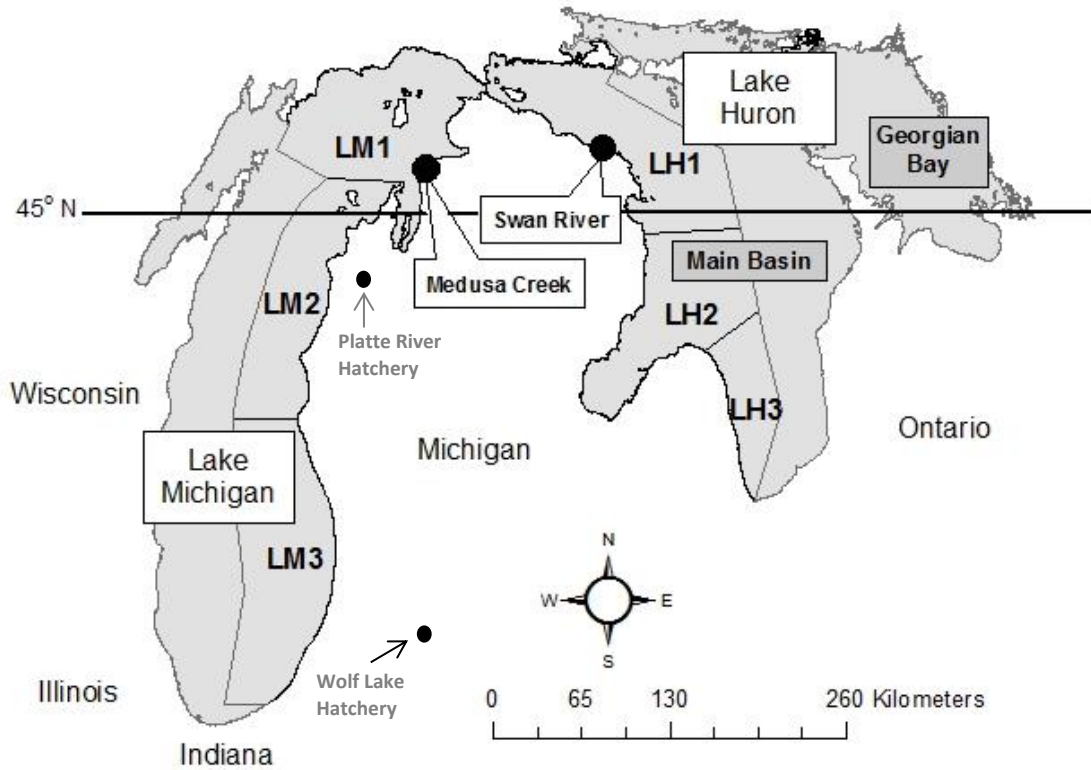 Lake
Huron
Georgian
Bay
LM1
LH1
45° N
Swan River
Main Basin
Medusa Creek
LM2
LH2
Platte River
Hatchery
Wisconsin
LH3
Ontario
Michigan
Lake
Michigan
LM3
N
W
E
S
Wolf Lake
Hatchery
Illinois
0 65 130 260 Kilometers
Indiana